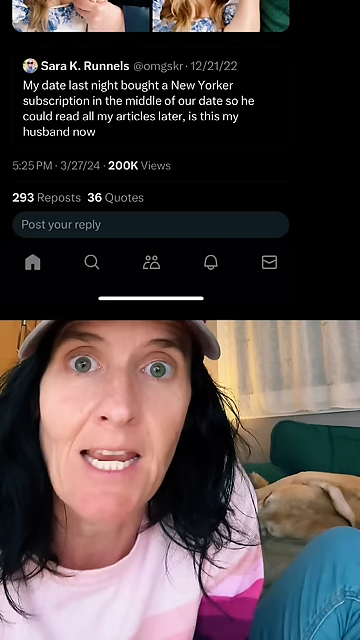 Sara K. Runnels @omgskr · 12/21/22
My date last night bought a New Yorker
subscription in the middle of our date so he
could read all my articles later, is this my
husband now
5:25 PM · 3/27/24 · 200K Views
293 Reposts 36 Quotes
Post your reply